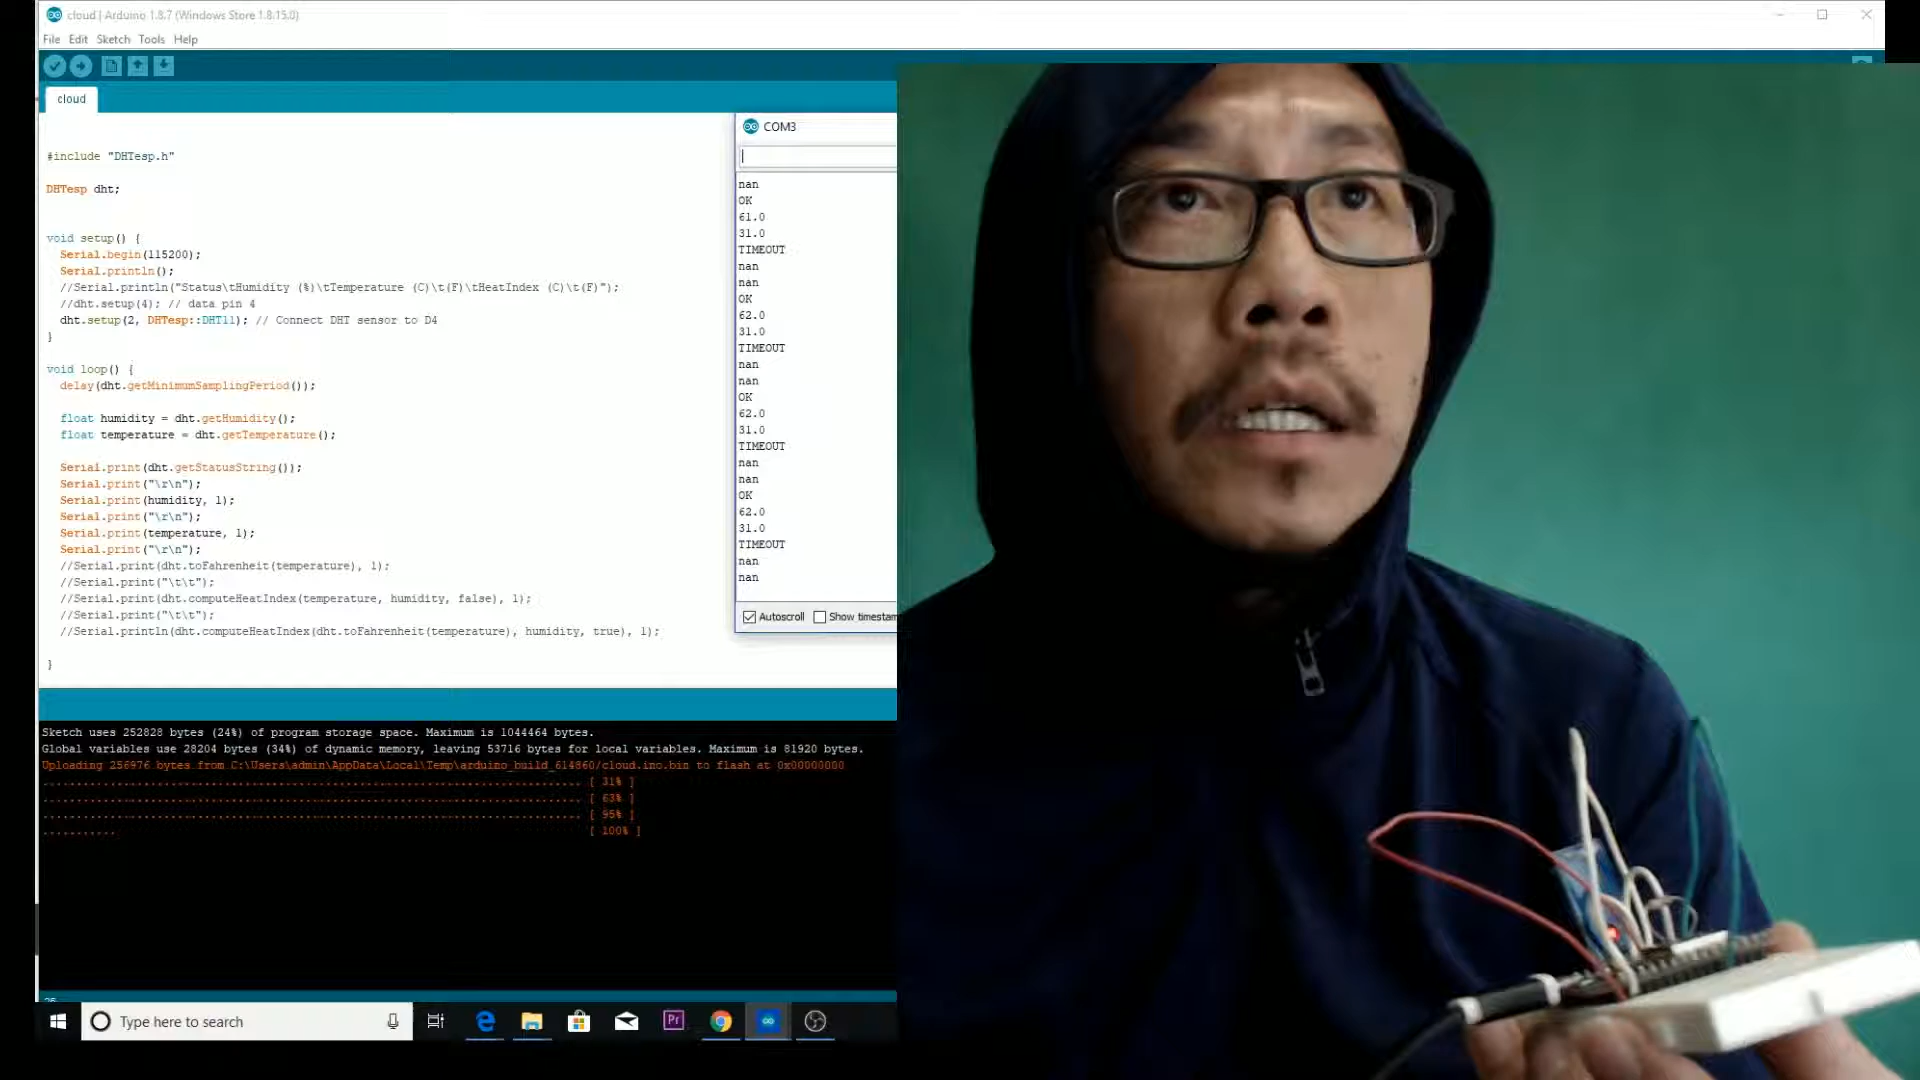 cloud | Arduino 1.8.7 (Windows Store 1.8.15.0)
File Edit Sketch Tools Help
cloud
#include "DHTesp.h"
DHTesp dht;
void setup() {
Serial.begin(115200);
Serial.println();
//Serial.println("Status\tHumidity (%)\tTemperature (C)\t(F)\tHeatIndex (C)\t(F)");
//dht.setup(4); // data pin 4
dht.setup(2, DHTesp::DHT11); // Connect DHT sensor to D4
}
void loop() {
delay(dht.getMinimumSamplingPeriod());
float humidity = dht.getHumidity();
float temperature = dht.getTemperature();
Serial.print(dht.getStatusString());
Serial.print("\r\n");
Serial.print(humidity, 1);
Serial.print("\r\n");
Serial.print(temperature, 1);
Serial.print("\r\n");
//Serial.print(dht.toFahrenheit(temperature), 1);
//Serial.print("\t\t");
//Serial.print(dht.computeHeatIndex(temperature, humidity, false), 1);
//Serial.print("\t\t");
//Serial.println(dht.computeHeatIndex(dht.toFahrenheit(temperature), humidity, true), 1);
}
COM3
nan
OK
61.0
31.0
TIMEOUT
nan
nan
OK
62.0
31.0
TIMEOUT
nan
nan
OK
62.0
31.0
TIMEOUT
nan
nan
OK
62.0
31.0
TIMEOUT
nan
nan
Autoscroll Show timestam
Sketch uses 252828 bytes (24%) of program storage space. Maximum is 1044464 bytes.
Global variables use 28204 bytes (34%) of dynamic memory, leaving 53716 bytes for local variables. Maximum is 81920 bytes.
Uploading 256976 bytes from C:\Users\admin\AppData\Local\Temp\arduino_build_614860/cloud.ino.bin to flash at 0x00000000
................................................................................ [ 31% ]
................................................................................ [ 63% ]
................................................................................ [ 95% ]
........... [ 100% ]
Type here to search
Pr